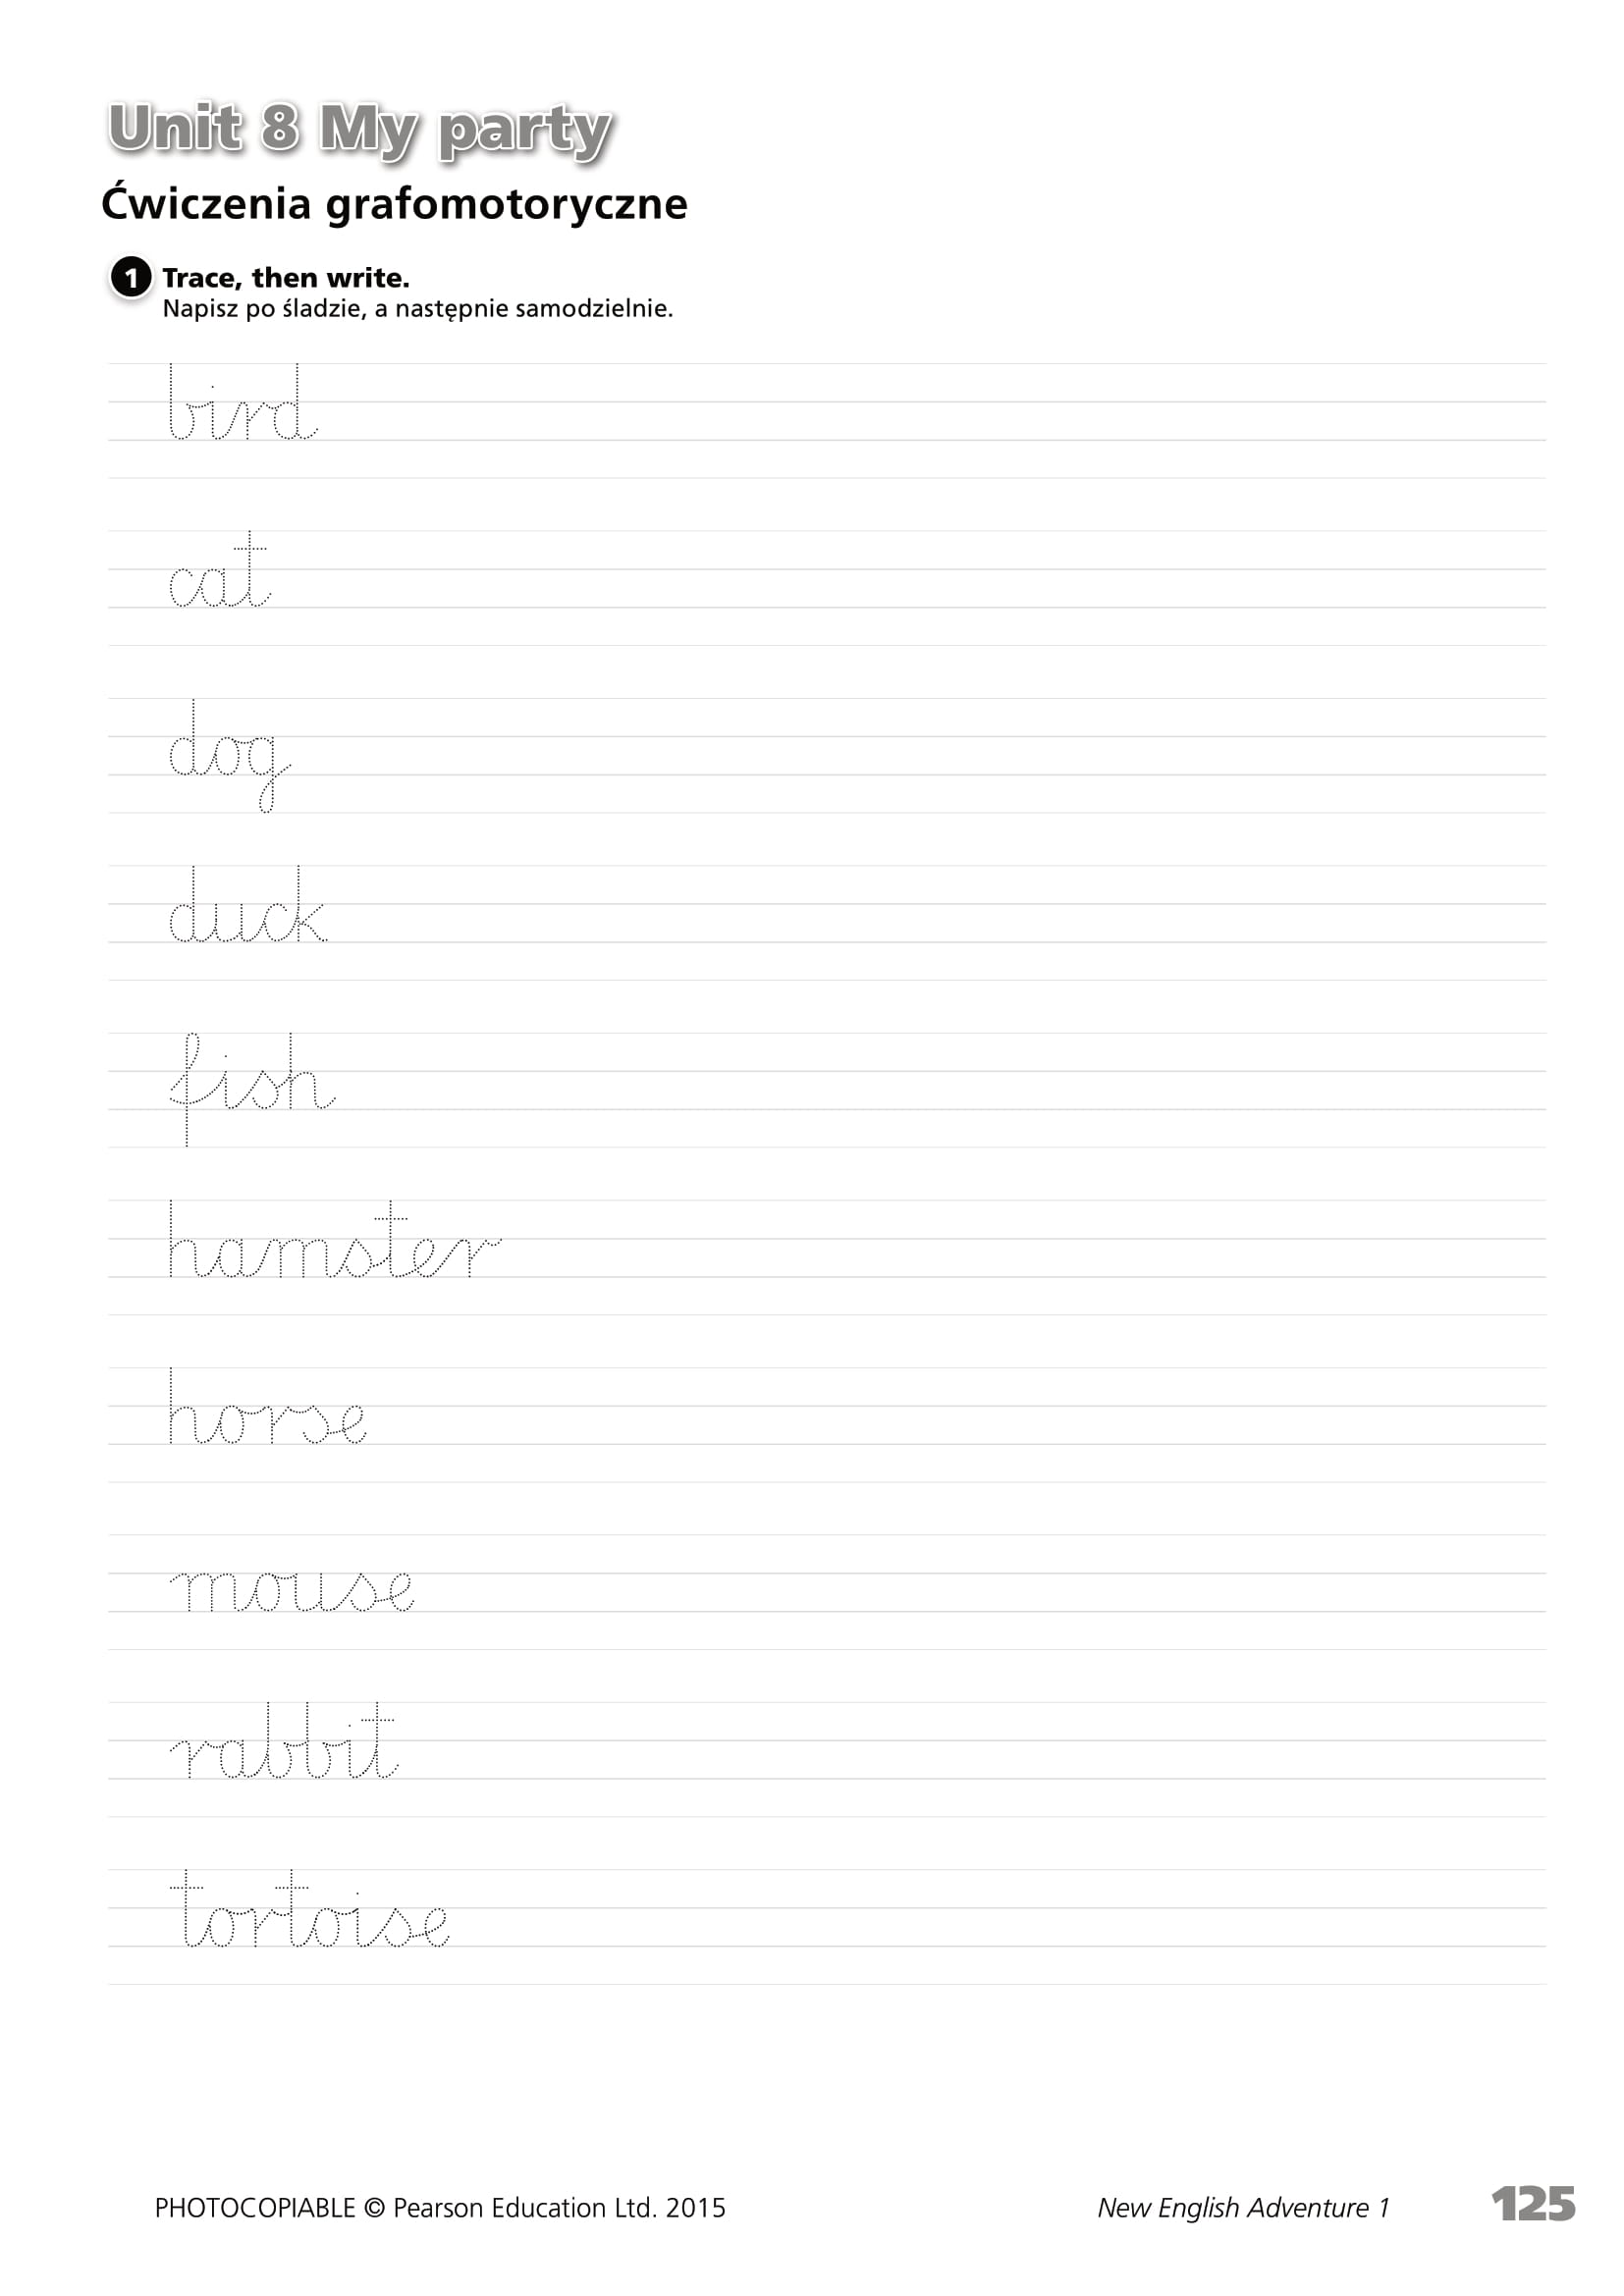 Unit 8 My party
Ćwiczenia grafomotoryczne
1 Trace, then write.
Napisz po śladzie, a następnie samodzielnie.
bird
cat
dog
duck
fish
hamster
horse
mouse
rabbit
tortoise
PHOTOCOPIABLE © Pearson Education Ltd. 2015 New English Adventure 1 125